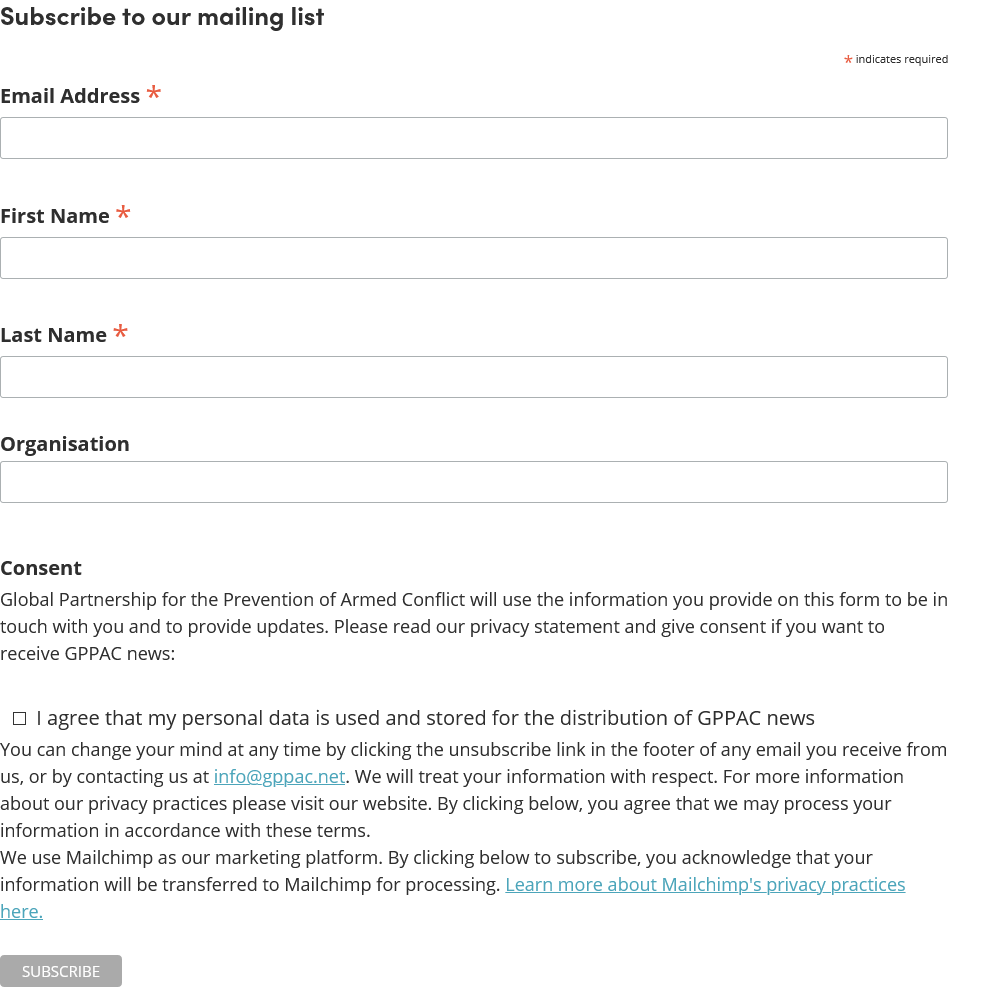 Subscribe to our mailing list
* indicates required
Email Address *
First Name *
Last Name *
Organisation
Consent
Global Partnership for the Prevention of Armed Conflict will use the information you provide on this form to be in
touch with you and to provide updates. Please read our privacy statement and give consent if you want to
receive GPPAC news:
I agree that my personal data is used and stored for the distribution of GPPAC news
You can change your mind at any time by clicking the unsubscribe link in the footer of any email you receive from
us, or by contacting us at info@gppac.net. We will treat your information with respect. For more information
about our privacy practices please visit our website. By clicking below, you agree that we may process your
information in accordance with these terms.
We use Mailchimp as our marketing platform. By clicking below to subscribe, you acknowledge that your
information will be transferred to Mailchimp for processing. Learn more about Mailchimp's privacy practices
here.
SUBSCRIBE